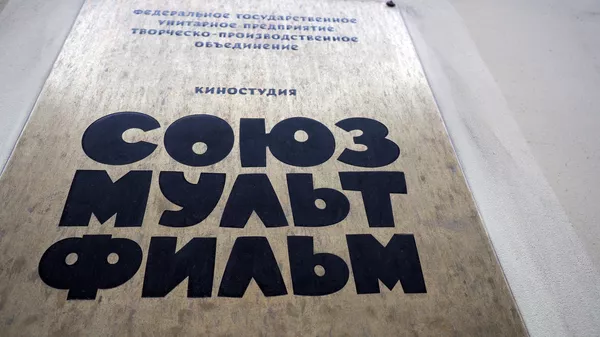 ФЕДЕРАЛЬНОЕ ГОСУДАРСТВЕННОЕ
УНИТАРНОЕ ПРЕДПРИЯТИЕ
ТВОРЧЕСКО-ПРОИЗВОДСТВЕННОЕ
ОБЪЕДИНЕНИЕ
КИНОСТУДИЯ
СОЮЗ
МУЛЬТ
ФИЛЬМ